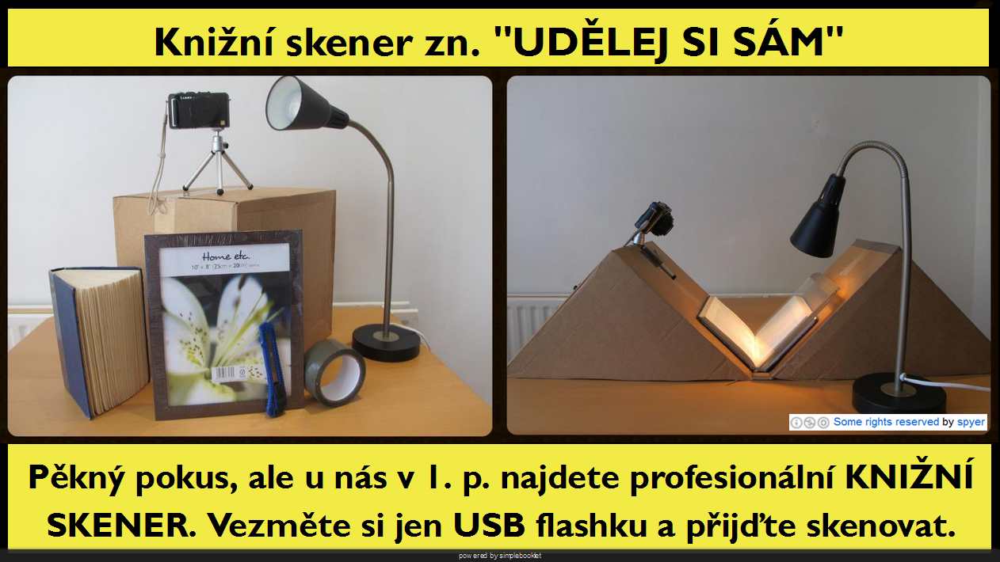 Knižní skener zn. "UDĚLEJ SI SÁM"
LUMIX
Home etc.
10" x 8" (25cm x 20cm)
Some rights reserved by spyer
Pěkný pokus, ale u nás v 1. p. najdete profesionální KNIŽNÍ
SKENER. Vezměte si jen USB flashku a přijďte skenovat.
powered by simplebooklet